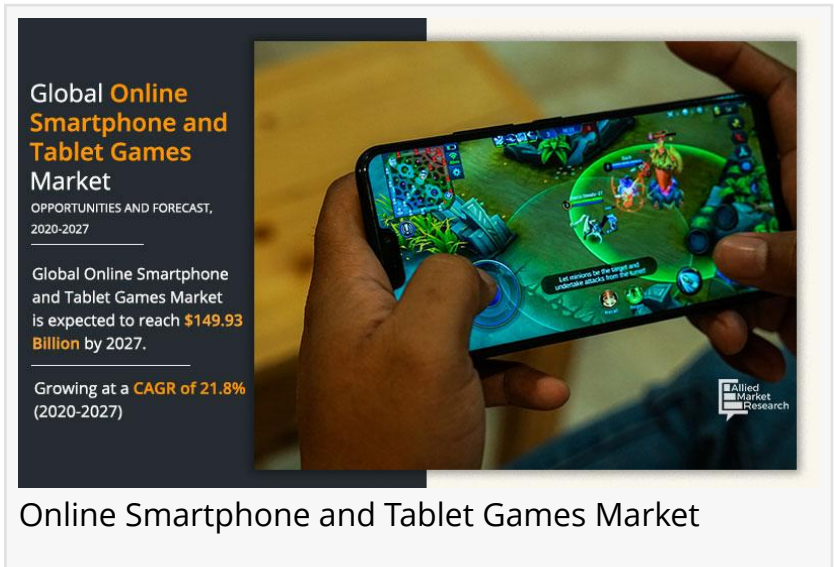 Global Online
Smartphone and
Tablet Games
Market
OPPORTUNITIES AND FORECAST,
2020-2027
Global Online Smartphone
and Tablet Games Market
is expected to reach $149.93
Billion by 2027.
Growing at a CAGR of 21.8%
(2020-2027)
Let minions be the target and
undertake attacks from the turret!
Allied
Market
Research
Online Smartphone and Tablet Games Market